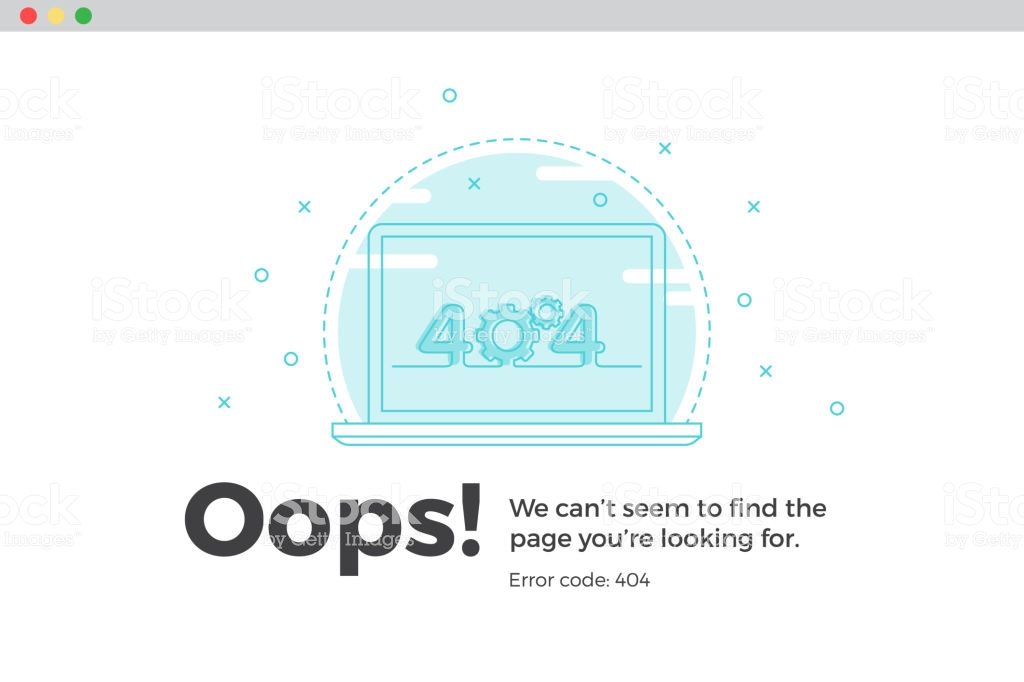 iStock
by Getty Images™
404
Oops!
We can’t seem to find the
page you’re looking for.
Error code: 404